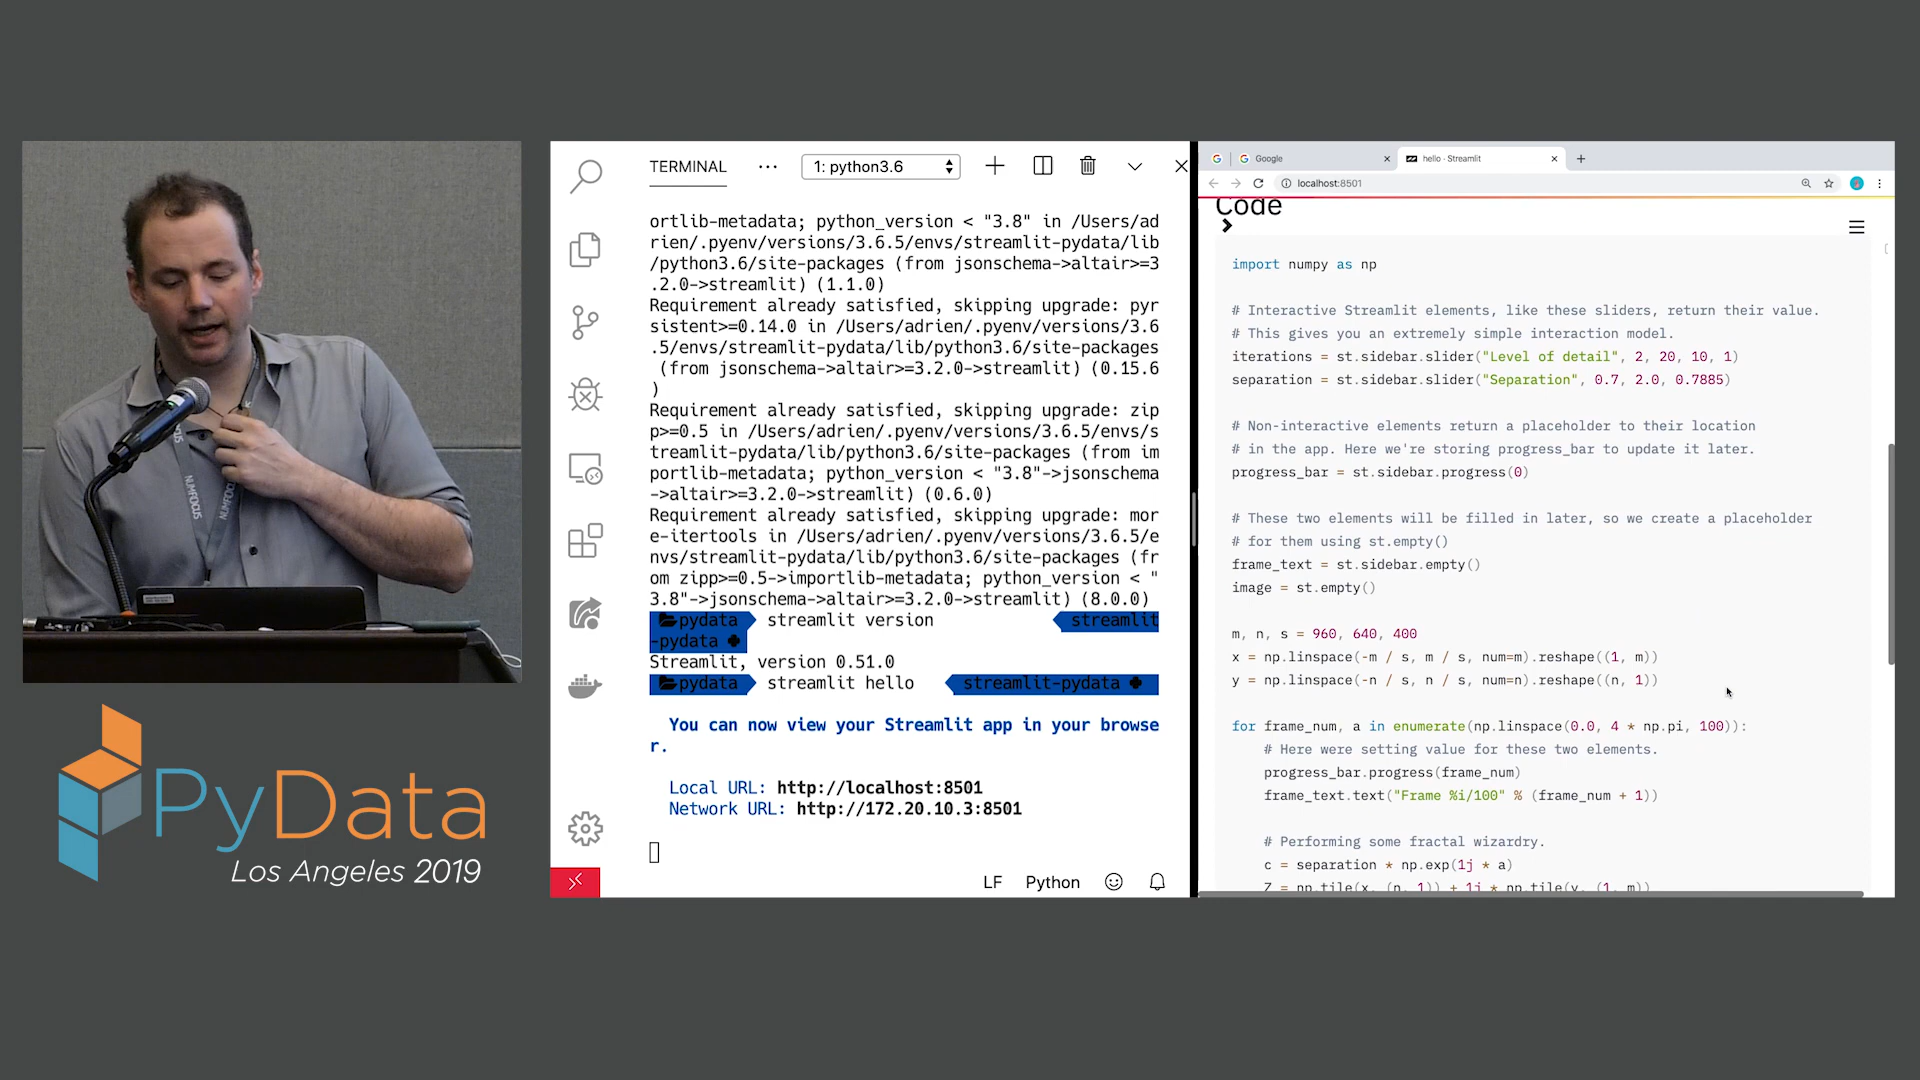 NUMFOCUS
NUMFOCUS
PyData
Los Angeles 2019
TERMINAL
1: python3.6
ortlib-metadata; python_version < "3.8" in /Users/ad
rien/.pyenv/versions/3.6.5/envs/streamlit-pydata/lib
/python3.6/site-packages (from jsonschema->altair>=3
.2.0->streamlit) (1.1.0)
Requirement already satisfied, skipping upgrade: pyr
sistent>=0.14.0 in /Users/adrien/.pyenv/versions/3.6
.5/envs/streamlit-pydata/lib/python3.6/site-packages
(from jsonschema->altair>=3.2.0->streamlit) (0.15.6
)
Requirement already satisfied, skipping upgrade: zip
p>=0.5 in /Users/adrien/.pyenv/versions/3.6.5/envs/s
treamlit-pydata/lib/python3.6/site-packages (from im
portlib-metadata; python_version < "3.8"->jsonschema
->altair>=3.2.0->streamlit) (0.6.0)
Requirement already satisfied, skipping upgrade: mor
e-itertools in /Users/adrien/.pyenv/versions/3.6.5/e
nvs/streamlit-pydata/lib/python3.6/site-packages (fr
om zipp>=0.5->importlib-metadata; python_version < "
3.8"->jsonschema->altair>=3.2.0->streamlit) (8.0.0)
pydata streamlit version streamlit
-pydata
Streamlit, version 0.51.0
pydata streamlit hello streamlit-pydata
You can now view your Streamlit app in your browse
r.
Local URL: http://localhost:8501
Network URL: http://172.20.10.3:8501
LF Python
Google
hello · Streamlit
localhost:8501
Code
import numpy as np
# Interactive Streamlit elements, like these sliders, return their value.
# This gives you an extremely simple interaction model.
iterations = st.sidebar.slider("Level of detail", 2, 20, 10, 1)
separation = st.sidebar.slider("Separation", 0.7, 2.0, 0.7885)
# Non-interactive elements return a placeholder to their location
# in the app. Here we're storing progress_bar to update it later.
progress_bar = st.sidebar.progress(0)
# These two elements will be filled in later, so we create a placeholder
# for them using st.empty()
frame_text = st.sidebar.empty()
image = st.empty()
m, n, s = 960, 640, 400
x = np.linspace(-m / s, m / s, num=m).reshape((1, m))
y = np.linspace(-n / s, n / s, num=n).reshape((n, 1))
for frame_num, a in enumerate(np.linspace(0.0, 4 * np.pi, 100)):
# Here were setting value for these two elements.
progress_bar.progress(frame_num)
frame_text.text("Frame %i/100" % (frame_num + 1))
# Performing some fractal wizardry.
c = separation * np.exp(1j * a)
Z = np.tile(x, (n, 1)) + 1j * np.tile(y, (1, m))